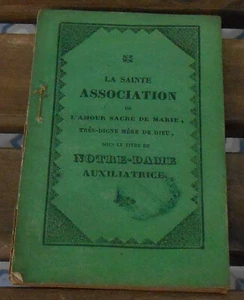 LA SAINTE
ASSOCIATION
DE
L'AMOUR SACRÉ DE MARIE,
TRÈS-DIGNE MÈRE DE DIEU,
SOUS LE TITRE DE
NOTRE-DAME
AUXILIATRICE.